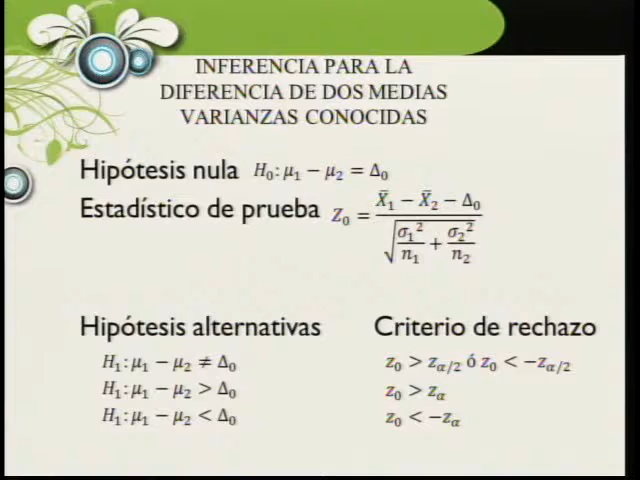 INFERENCIA PARA LA
DIFERENCIA DE DOS MEDIAS
VARIANZAS CONOCIDAS
Hipótesis nula H₀: μ₁ − μ₂ = Δ₀
Estadístico de prueba Z₀ = (X̄₁ − X̄₂ − Δ₀) / √(σ₁²/n₁ + σ₂²/n₂)
Hipótesis alternativas Criterio de rechazo
H₁: μ₁ − μ₂ ≠ Δ₀ z₀ > z_α/2 ó z₀ < −z_α/2
H₁: μ₁ − μ₂ > Δ₀ z₀ > z_α
H₁: μ₁ − μ₂ < Δ₀ z₀ < −z_α